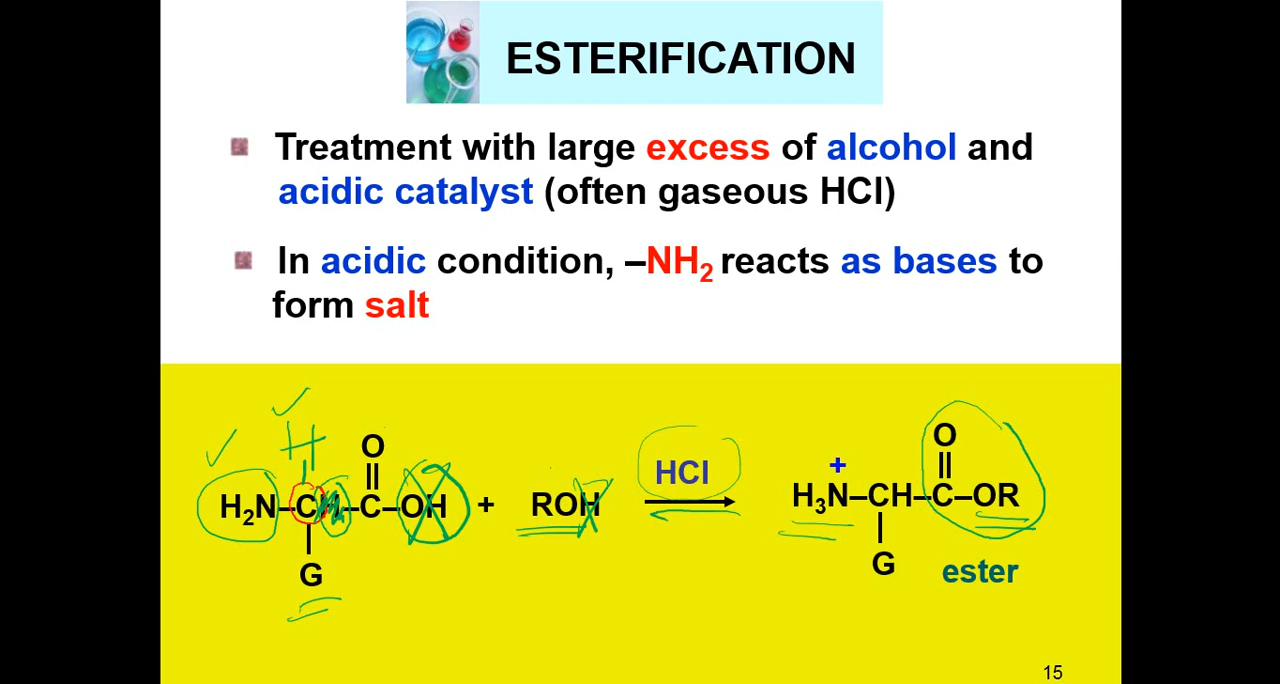 ESTERIFICATION
Treatment with large excess of alcohol and
acidic catalyst (often gaseous HCl)
In acidic condition, –NH₂ reacts as bases to
form salt
H
O
O
H₂N–CH–C–OH + ROH HCl H₃N⁺–CH–C–OR
G
G
ester
15